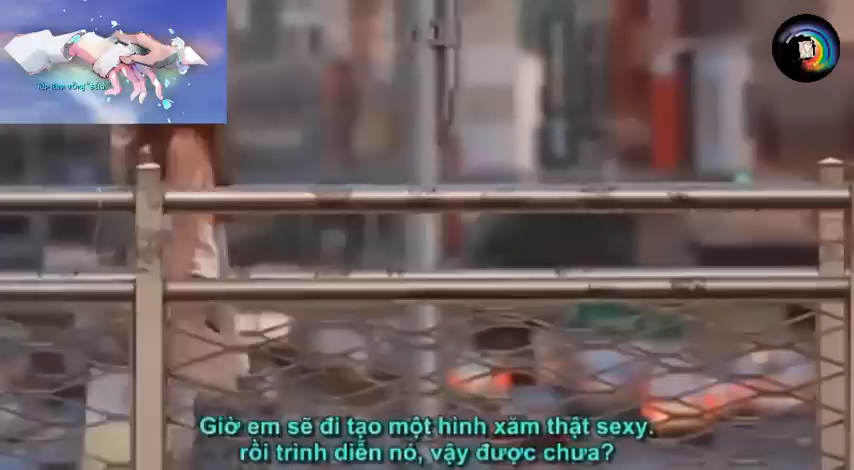 Giờ em sẽ đi tạo một hình xăm thật sexy.
rồi trình diễn nó, vậy được chưa?